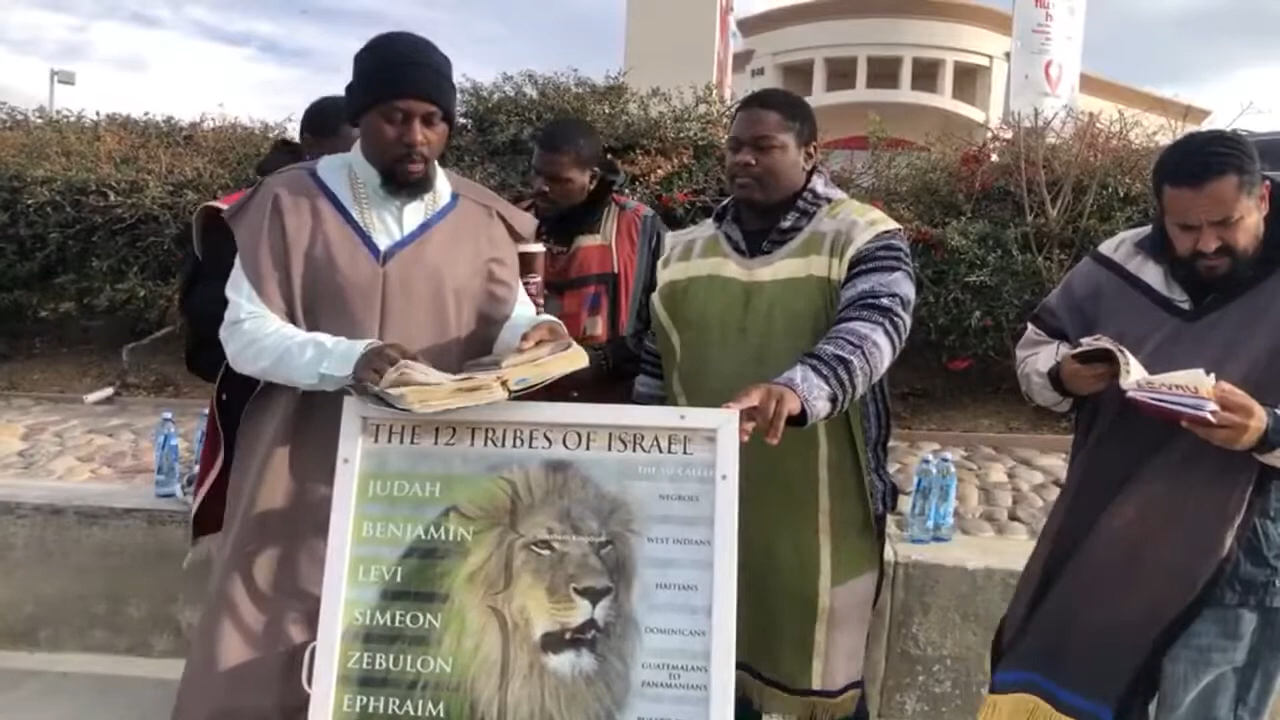 THE 12 TRIBES OF ISRAEL
THE SO CALLED
JUDAH
NEGROES
BENJAMIN
WEST INDIANS
LEVI
HAITIANS
SIMEON
DOMINICANS
ZEBULON
GUATEMALANS
TO
PANAMANIANS
EPHRAIM